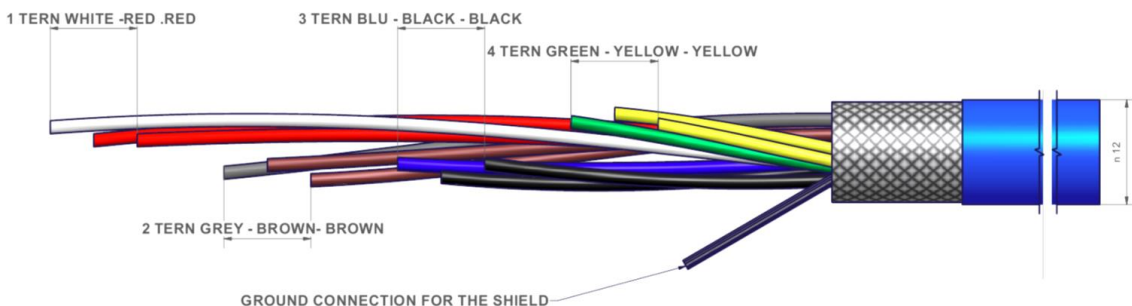 1 TERN WHITE -RED .RED
3 TERN BLU - BLACK - BLACK
4 TERN GREEN - YELLOW - YELLOW
n 12
2 TERN GREY - BROWN- BROWN
GROUND CONNECTION FOR THE SHIELD